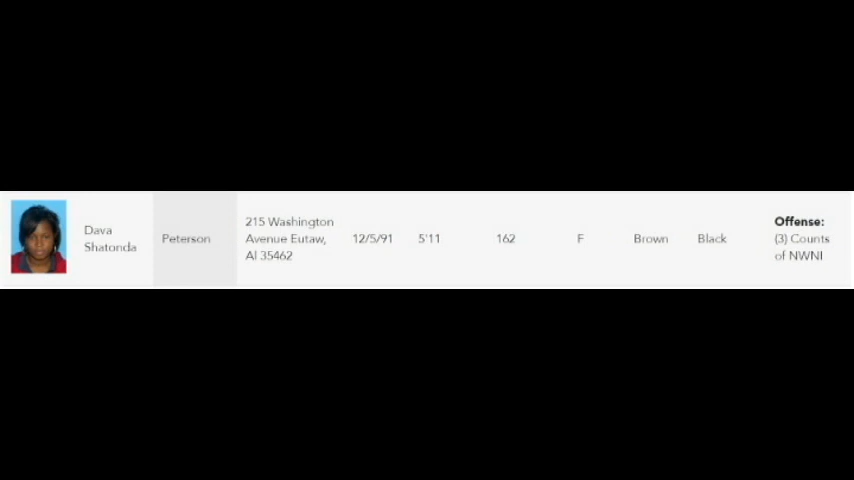 Dava
Shatonda
Peterson
215 Washington
Avenue Eutaw,
Al 35462
12/5/91
5'11
162
F
Brown
Black
Offense:
(3) Counts
of NWNI